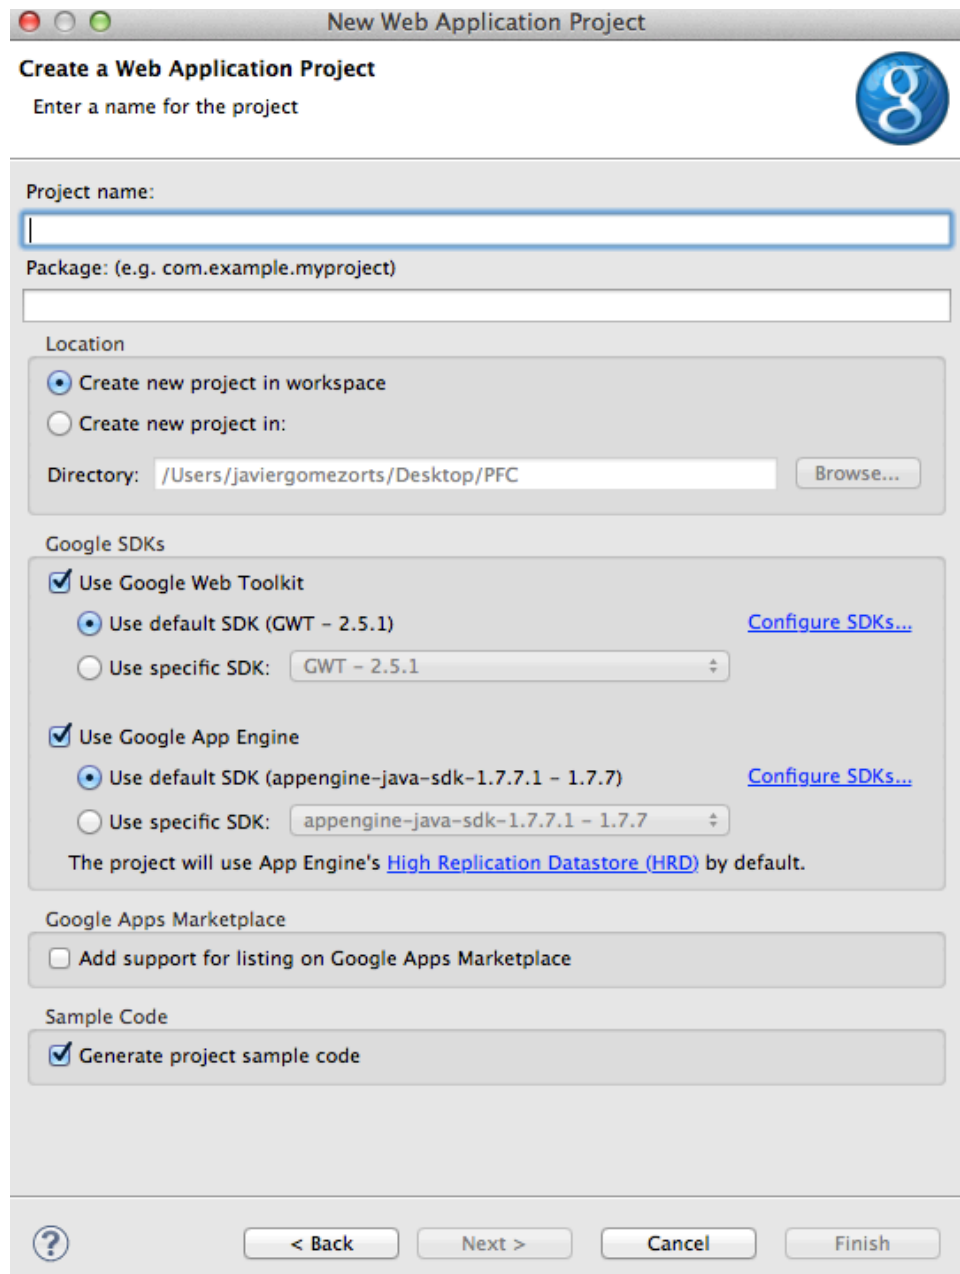 New Web Application Project
Create a Web Application Project
Enter a name for the project
g
Project name:
Package: (e.g. com.example.myproject)
Location
Create new project in workspace
Create new project in:
Directory: /Users/javiergomezorts/Desktop/PFC Browse...
Google SDKs
Use Google Web Toolkit
Use default SDK (GWT - 2.5.1) Configure SDKs...
Use specific SDK: GWT - 2.5.1
Use Google App Engine
Use default SDK (appengine-java-sdk-1.7.7.1 - 1.7.7) Configure SDKs...
Use specific SDK: appengine-java-sdk-1.7.7.1 - 1.7.7
The project will use App Engine's High Replication Datastore (HRD) by default.
Google Apps Marketplace
Add support for listing on Google Apps Marketplace
Sample Code
Generate project sample code
? < Back Next > Cancel Finish